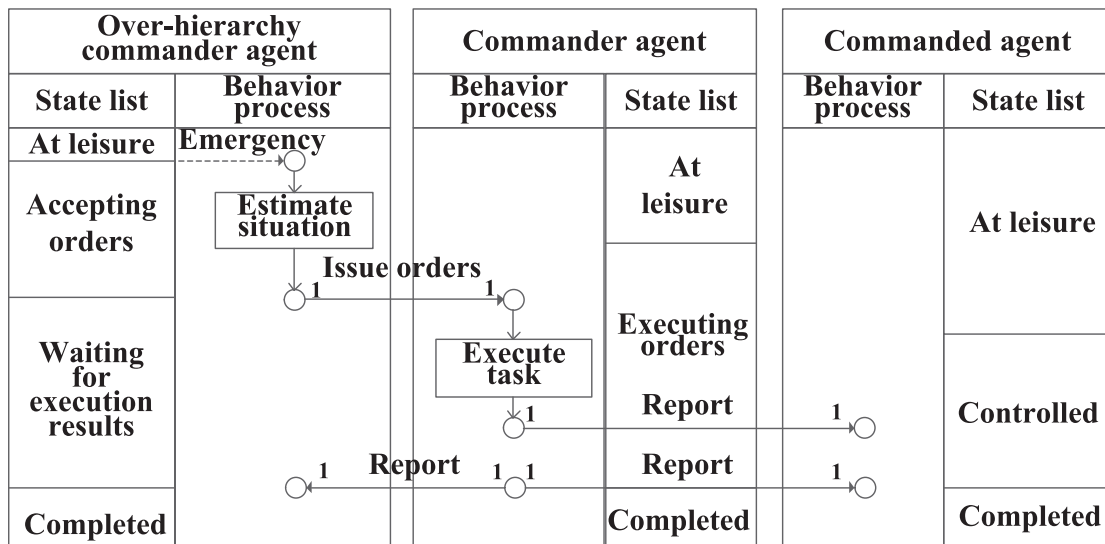 Over-hierarchy
commander agent
Commander agent
Commanded agent
State list
Behavior
process
Behavior
process
State list
Behavior
process
State list
At leisure
Emergency
Accepting
orders
Estimate
situation
At
leisure
At leisure
Issue orders
1
1
Waiting
for
execution
results
Execute
task
Executing
orders
Controlled
1
Report
1
1
Report
1
1
Report
1
Completed
Completed
Completed